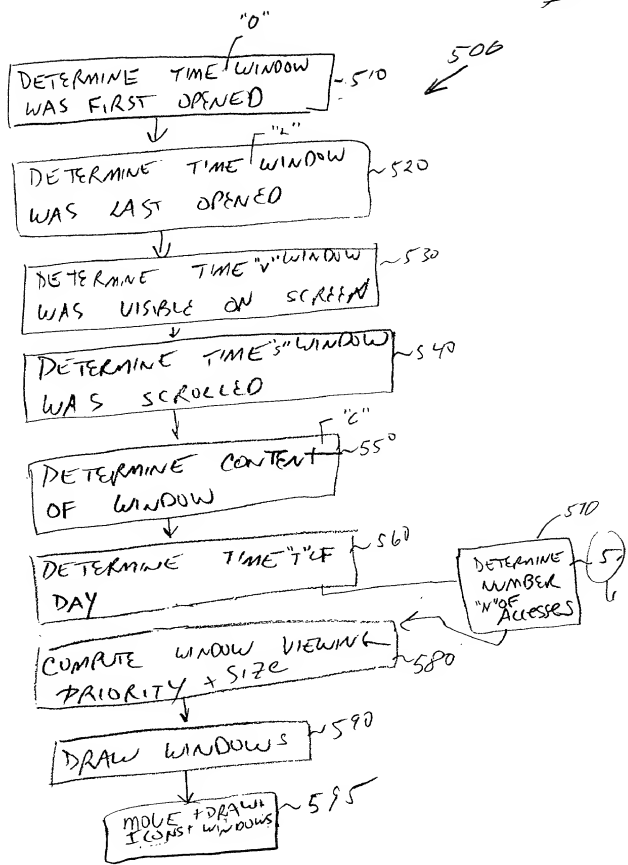 "O"
500
DETERMINE TIME WINDOW
WAS FIRST OPENED
510
"L"
DETERMINE TIME WINDOW
WAS LAST OPENED
520
DETERMINE TIME "V" WINDOW
WAS VISIBLE ON SCREEN
530
DETERMINE TIME "S" WINDOW
WAS SCROLLED
540
"C"
DETERMINE CONTENT
OF WINDOW
550
DETERMINE TIME "T" OF
DAY
560
570
DETERMINE
NUMBER
"N" OF
ACCESSES
5
COMPUTE WINDOW VIEWING
PRIORITY + SIZE
580
DRAW WINDOWS
590
MOVE + DRAW
ICONS + WINDOWS
595